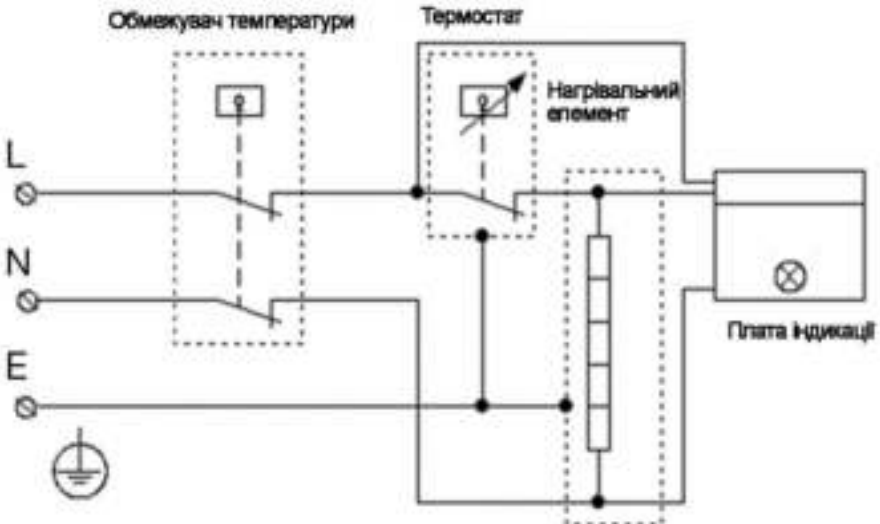 Обмежувач температури
Термостат
Нагрівальний
елемент
L
N
E
Плата індикації